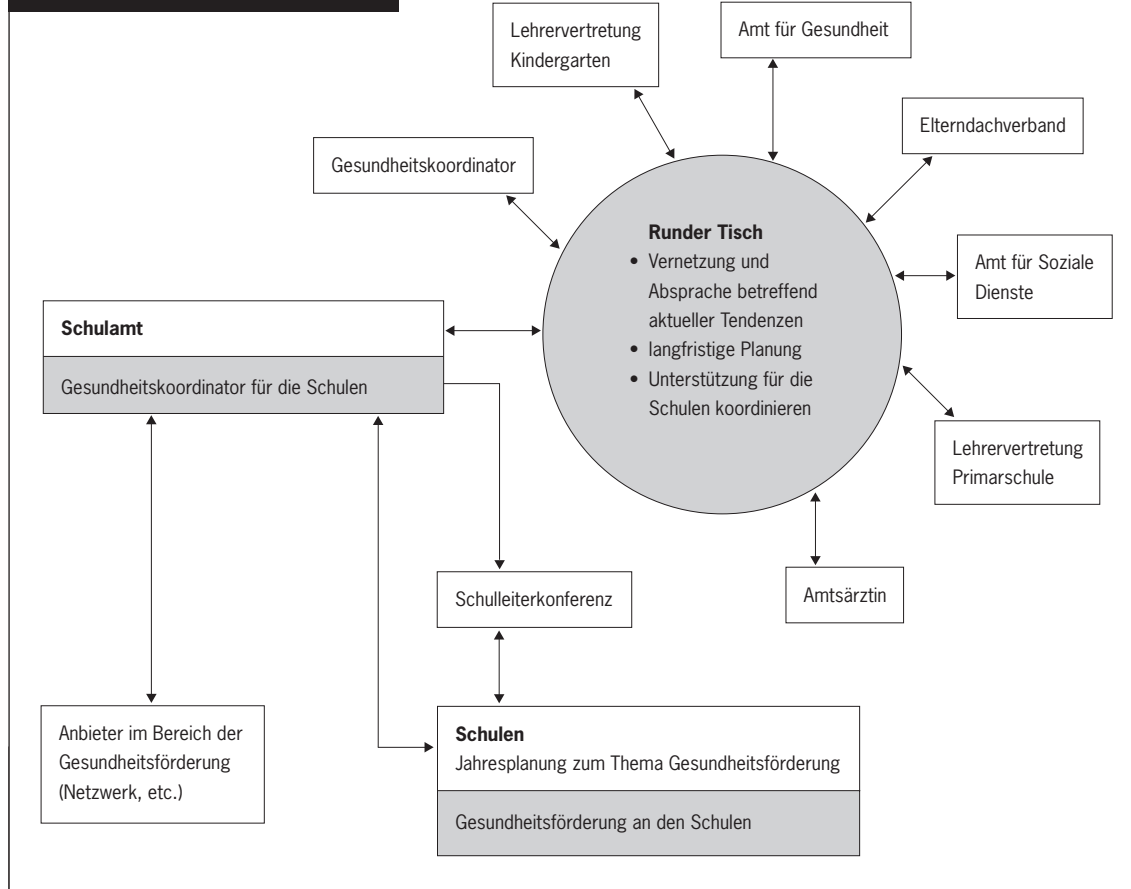 Lehrervertretung
Kindergarten
Amt für Gesundheit
Elterndachverband
Gesundheitskoordinator
Runder Tisch
• Vernetzung und
Absprache betreffend
aktueller Tendenzen
• langfristige Planung
• Unterstützung für die
Schulen koordinieren
Amt für Soziale
Dienste
Schulamt
Gesundheitskoordinator für die Schulen
Lehrervertretung
Primarschule
Schulleiterkonferenz
Amtsärztin
Anbieter im Bereich der
Gesundheitsförderung
(Netzwerk, etc.)
Schulen
Jahresplanung zum Thema Gesundheitsförderung
Gesundheitsförderung an den Schulen